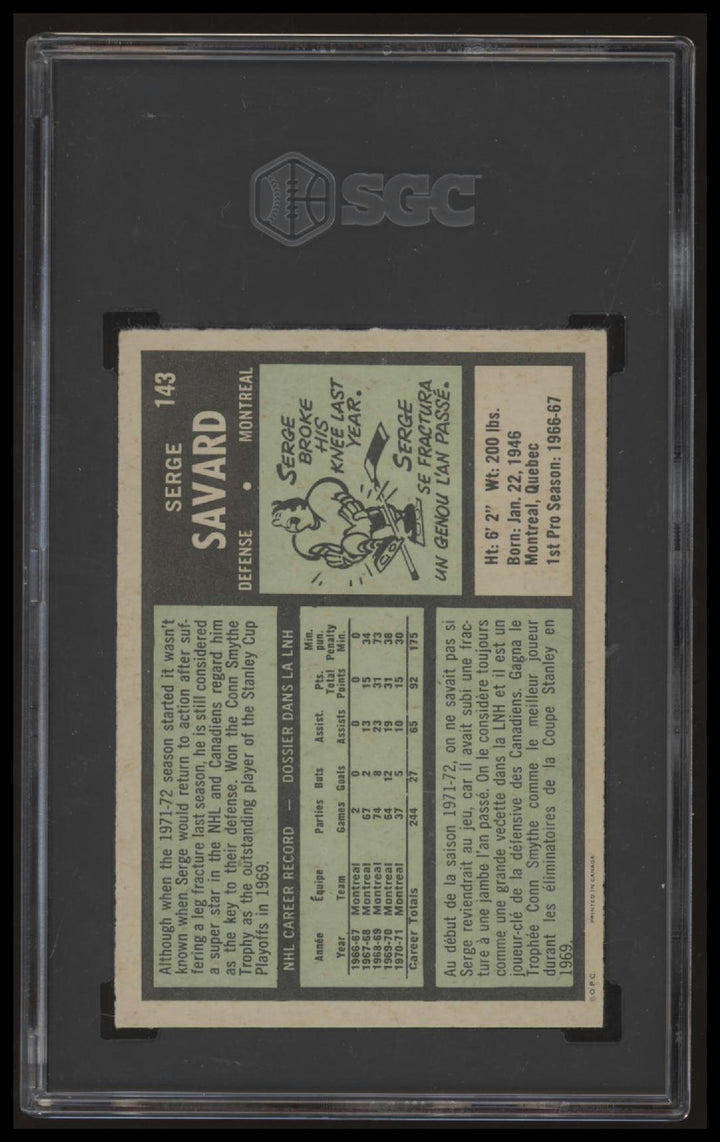 SGC
SERGE 143
SAVARD
DEFENSE • MONTREAL
Although when the 1971-72 season started it wasn't
known when Serge would return to action after suf-
fering a leg fracture last season, he is still considered
a super star in the NHL and Canadiens regard him
as the key to their defense. Won the Conn Smythe
Trophy as the outstanding player of the Stanley Cup
Playoffs in 1969.
SERGE
BROKE
HIS
KNEE LAST
YEAR.
SERGE
SE FRACTURA
UN GENOU L'AN PASSÉ.
NHL CAREER RECORD — DOSSIER DANS LA LNH
Année Équipe Parties Buts Assist. Pts. Total Min. pun.
Year Team Games Goals Assists Points Penalty Min.
1966-67 Montreal 2 0 0 0 0
1967-68 Montreal 67 2 13 15 34
1968-69 Montreal 74 8 23 31 73
1969-70 Montreal 64 12 19 31 38
1970-71 Montreal 37 5 10 15 30
Career Totals 244 27 65 92 175
Ht: 6' 2" Wt: 200 lbs.
Born: Jan. 22, 1946
Montreal, Quebec
1st Pro Season: 1966-67
Au début de la saison 1971-72, on ne savait pas si
Serge reviendrait au jeu, car il avait subi une frac-
ture à une jambe l'an passé. On le considère toujours
comme une grande vedette dans la LNH et il est un
joueur-clé de la défensive des Canadiens. Gagna le
Trophée Conn Smythe comme le meilleur joueur
durant les éliminatoires de la Coupe Stanley en
1969.
© O.P.C. PRINTED IN CANADA